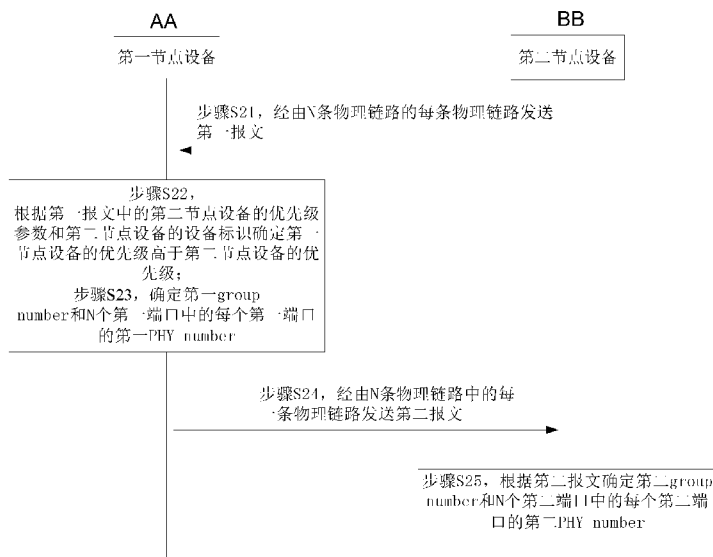 AA
BB
第一节点设备
第二节点设备
步骤S21，经由N条物理链路的每条物理链路发送
第一报文
步骤S22，
根据第一报文中的第二节点设备的优先级
参数和第二节点设备的设备标识确定第一
节点设备的优先级高于第二节点设备的优
先级；
步骤S23，确定第一group
number和N个第一端口中的每个第一端口
的第一PHY number
步骤S24，经由N条物理链路中的每
一条物理链路发送第二报文
步骤S25，根据第二报文确定第二group
number和N个第二端口中的每个第二端
口的第二PHY number